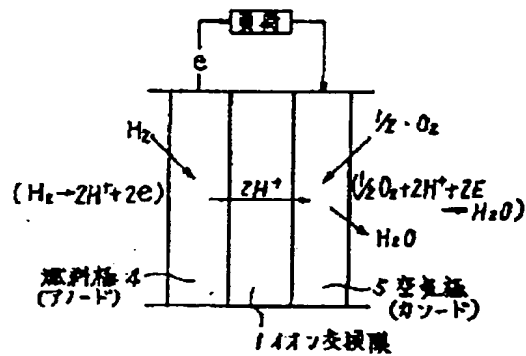 負荷
e
H₂
1/2・O₂
(H₂→2H⁺+2e)
2H⁺
(1/2O₂+2H⁺+2E
→H₂O)
H₂O
燃料極4
(アノード)
5空気極
(カソード)
1イオン交換膜